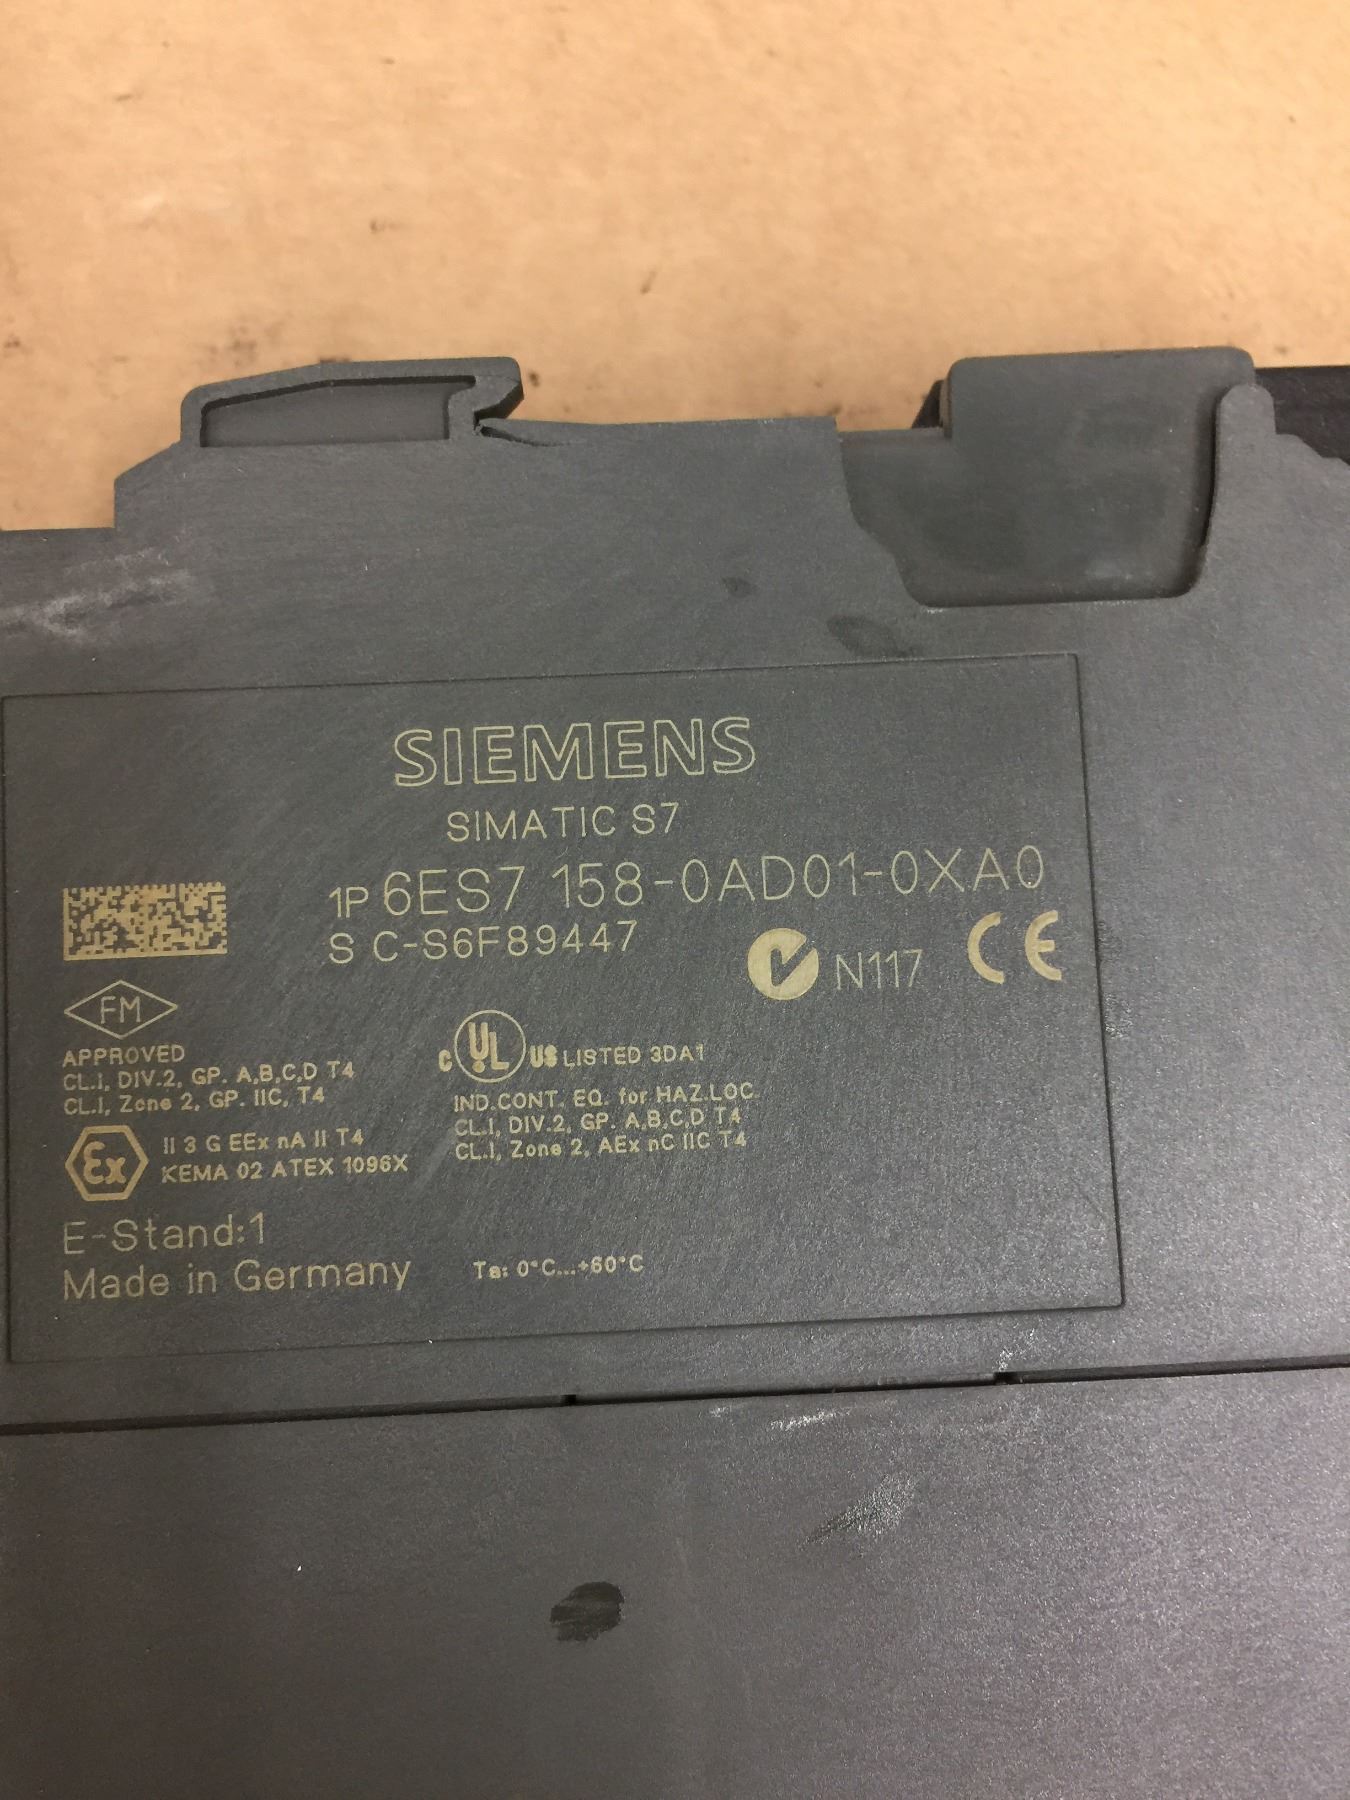 SIEMENS
SIMATIC S7
1P 6ES7 158-0AD01-0XA0
S C-S6F89447
N117 CE
FM
APPROVED
CL.I, DIV.2, GP. A,B,C,D T4
CL.I, Zone 2, GP. IIC, T4
C UL US LISTED 3DA1
IND.CONT. EQ. for HAZ.LOC.
CL.I, DIV.2, GP. A,B,C,D T4
CL.I, Zone 2, AEx nC IIC T4
Ex II 3 G EEx nA II T4
KEMA 02 ATEX 1096X
E-Stand:1
Made in Germany
Ta: 0°C...+60°C